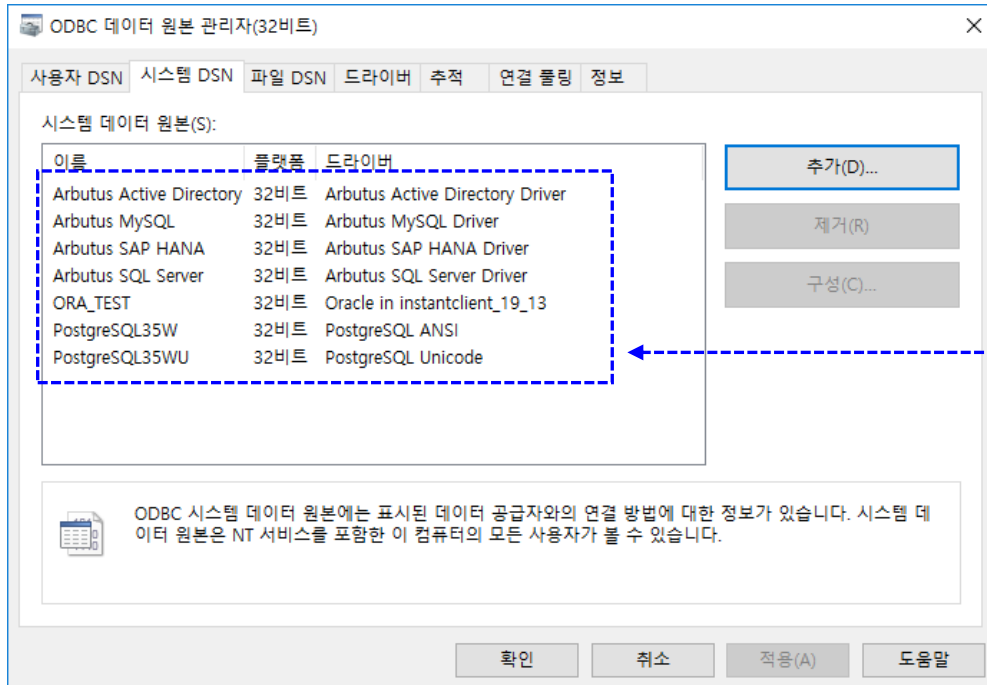 ODBC 데이터 원본 관리자(32비트)
사용자 DSN 시스템 DSN 파일 DSN 드라이버 추적 연결 풀링 정보
시스템 데이터 원본(S):
이름 플랫폼 드라이버
Arbutus Active Directory 32비트 Arbutus Active Directory Driver
Arbutus MySQL 32비트 Arbutus MySQL Driver
Arbutus SAP HANA 32비트 Arbutus SAP HANA Driver
Arbutus SQL Server 32비트 Arbutus SQL Server Driver
ORA_TEST 32비트 Oracle in instantclient_19_13
PostgreSQL35W 32비트 PostgreSQL ANSI
PostgreSQL35WU 32비트 PostgreSQL Unicode
추가(D)...
제거(R)
구성(C)...
ODBC 시스템 데이터 원본에는 표시된 데이터 공급자와의 연결 방법에 대한 정보가 있습니다. 시스템 데
이터 원본은 NT 서비스를 포함한 이 컴퓨터의 모든 사용자가 볼 수 있습니다.
확인 취소 적용(A) 도움말